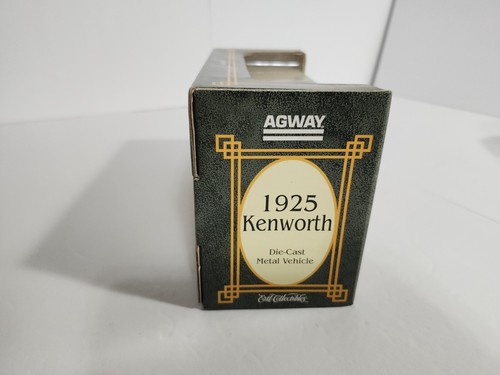 AGWAY
1925
Kenworth
Die-Cast
Metal Vehicle
Ertl Collectibles